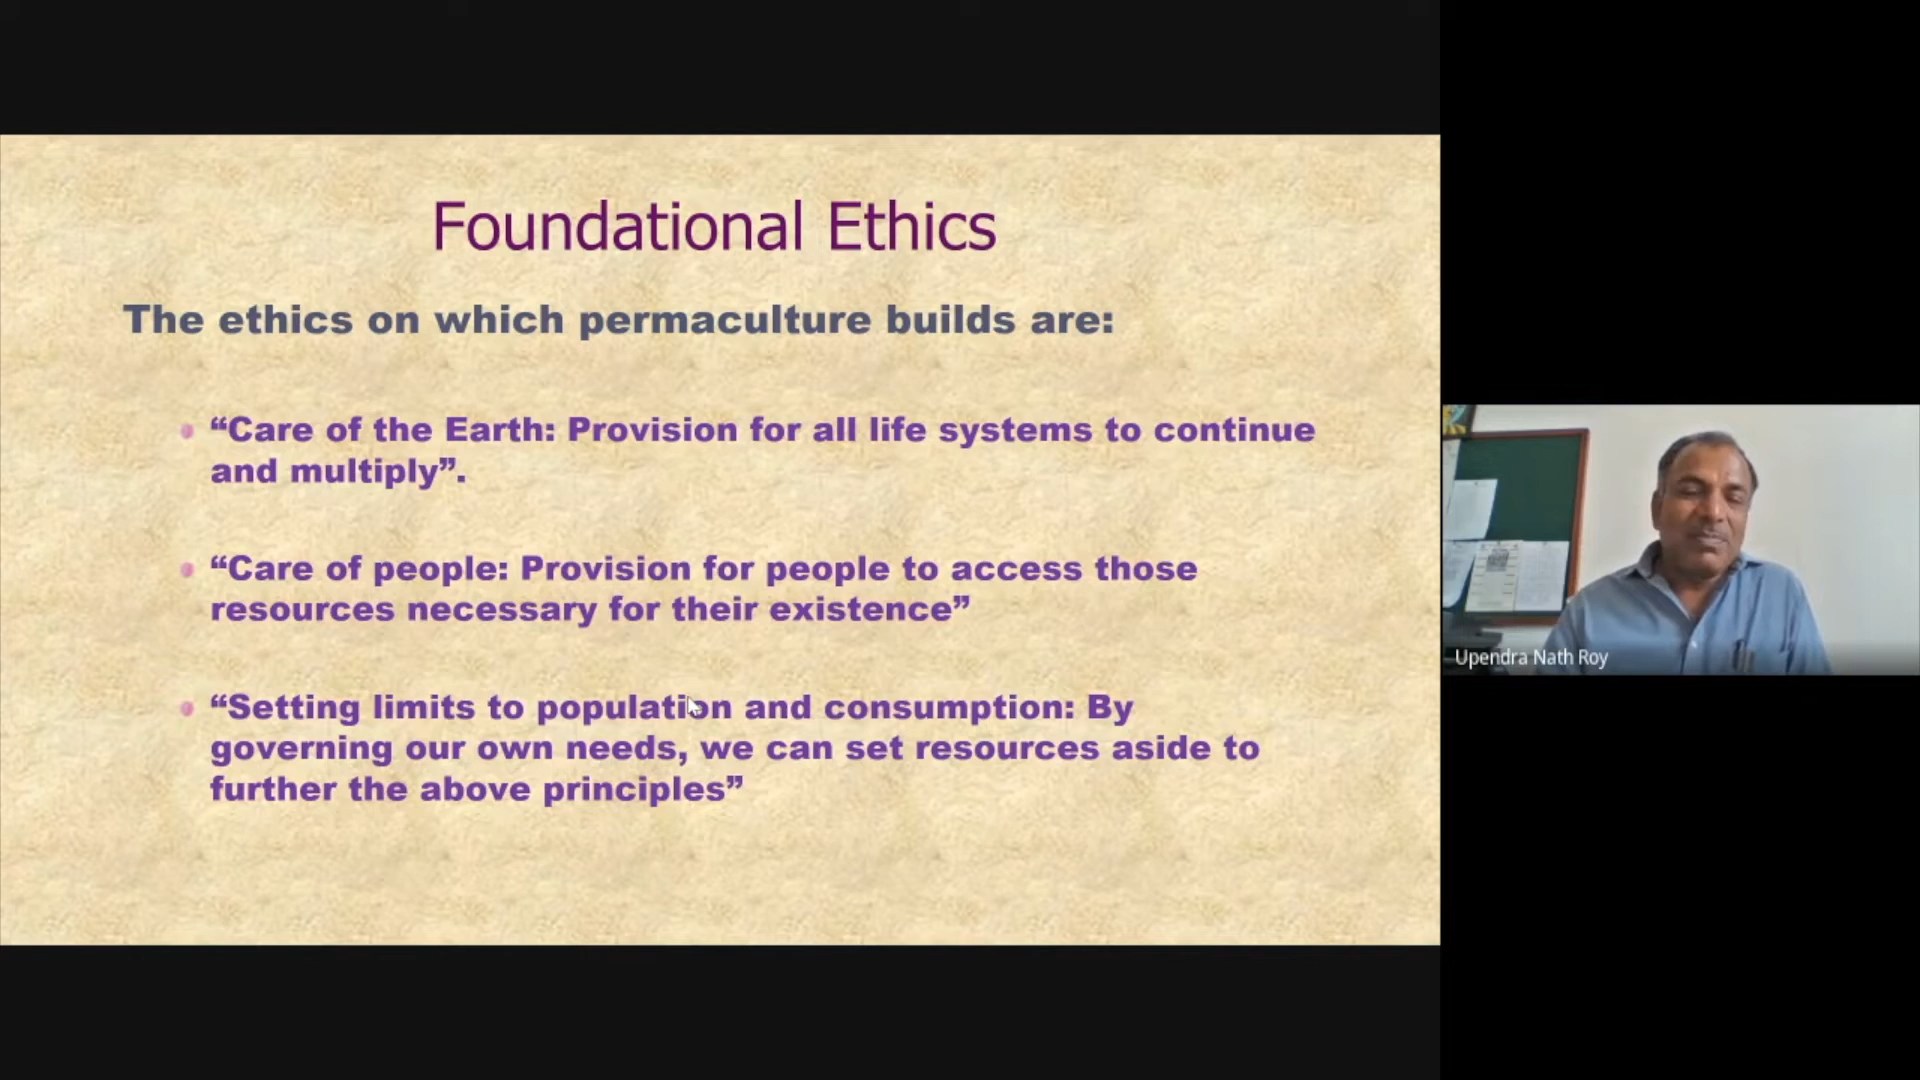 Foundational Ethics
The ethics on which permaculture builds are:
“Care of the Earth: Provision for all life systems to continue
and multiply”.
“Care of people: Provision for people to access those
resources necessary for their existence”
“Setting limits to population and consumption: By
governing our own needs, we can set resources aside to
further the above principles”
Upendra Nath Roy